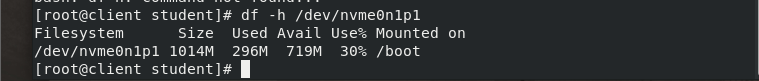 [root@client student]# df -h /dev/nvme0n1p1
Filesystem      Size  Used Avail Use% Mounted on
/dev/nvme0n1p1 1014M  296M  719M  30% /boot
[root@client student]#